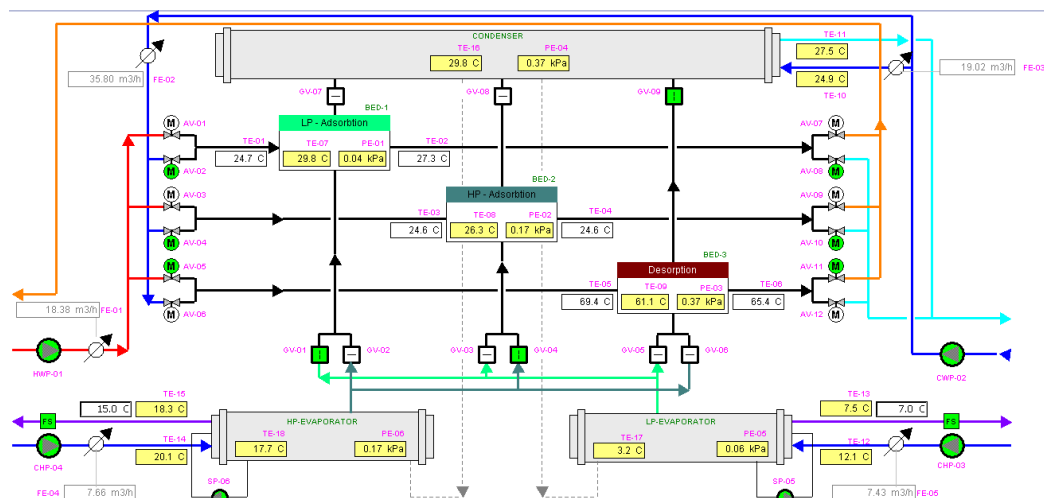 CONDENSER
TE-11
27.5 C
TE-16
29.8 C
PE-04
0.37 kPa
35.80 m3/h
FE-02
24.9 C
TE-10
19.02 m3/h
FE-03
GV-07
GV-08
GV-09
BED-1
LP - Adsorbtion
AV-01
M
TE-01
24.7 C
TE-07
29.8 C
PE-01
0.04 kPa
TE-02
27.3 C
AV-07
M
AV-02
M
AV-08
M
BED-2
HP - Adsorbtion
AV-03
M
TE-03
24.6 C
TE-08
26.3 C
PE-02
0.17 kPa
TE-04
24.6 C
AV-09
M
AV-04
M
AV-10
M
BED-3
Desorption
AV-05
M
TE-05
69.4 C
TE-09
61.1 C
PE-03
0.37 kPa
TE-06
65.4 C
AV-11
M
AV-06
M
AV-12
M
18.38 m3/h
FE-01
HWP-01
GV-01
GV-02
GV-03
GV-04
GV-05
GV-06
CWP-02
TE-15
15.0 C
18.3 C
FS
HP-EVAPORATOR
TE-18
17.7 C
PE-06
0.17 kPa
TE-14
20.1 C
CHP-04
FE-04
7.66 m3/h
SP-06
LP-EVAPORATOR
TE-17
3.2 C
PE-05
0.06 kPa
TE-13
7.5 C
7.0 C
FS
TE-12
12.1 C
CHP-03
SP-05
7.43 m3/h